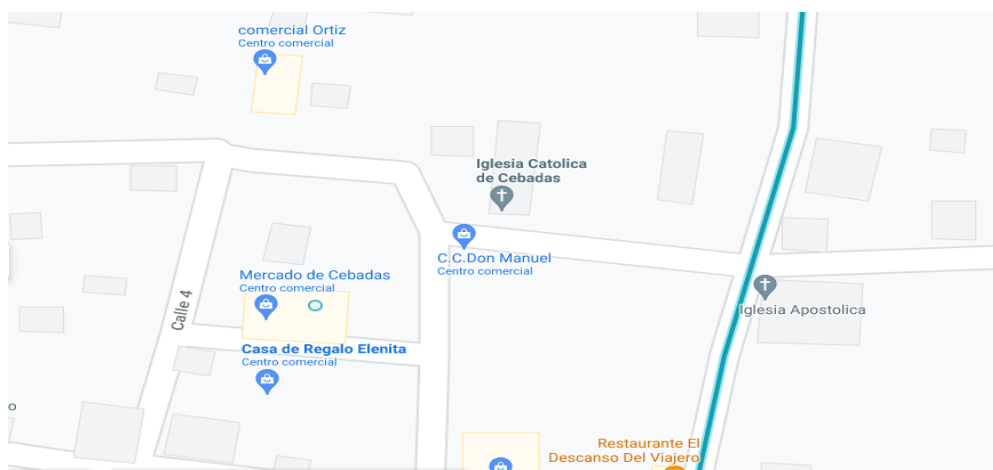 comercial Ortiz
Centro comercial
Iglesia Catolica
de Cebadas
C.C.Don Manuel
Centro comercial
Mercado de Cebadas
Centro comercial
Iglesia Apostolica
Calle 4
Casa de Regalo Elenita
Centro comercial
o
Restaurante El
Descanso Del Viajero